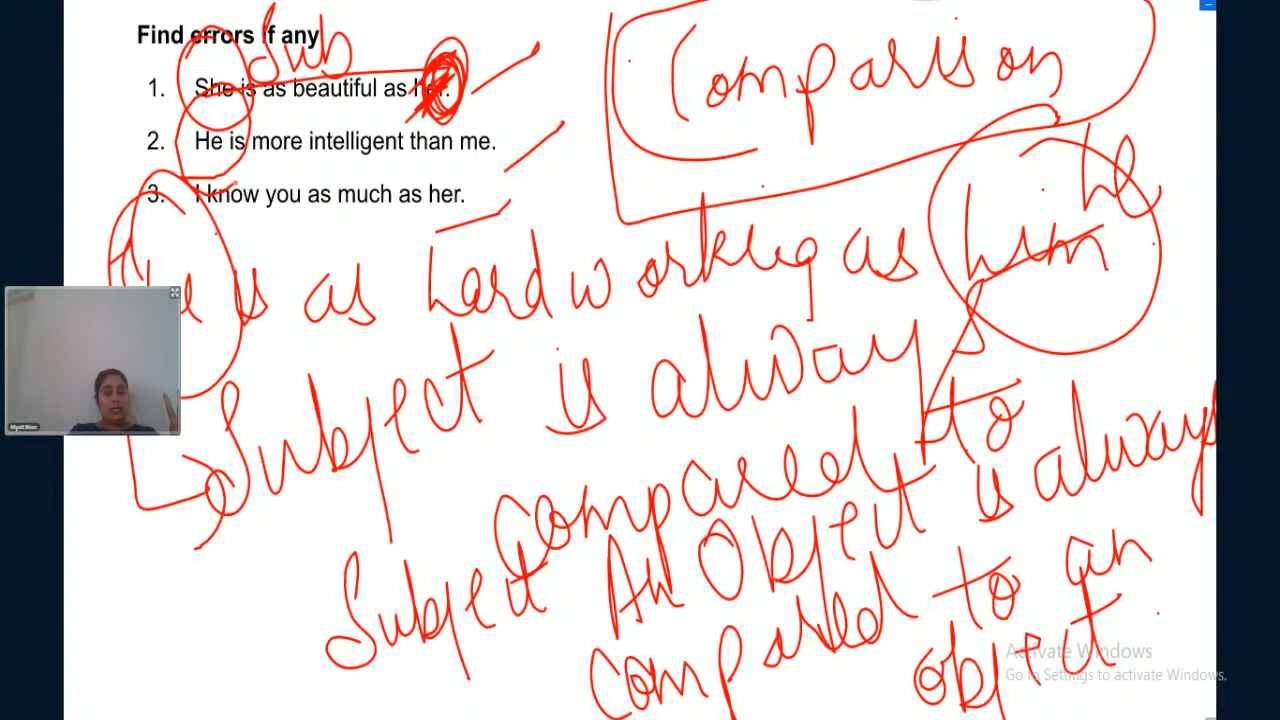 Find errors if any
Sub
1. She is as beautiful as her.
Comparison
2. He is more intelligent than me.
3. I know you as much as her.
he
He is as hardworking as him
Subject is always
compared to
Subject
An Object is always
compared to an
object
Activate Windows
Go to Settings to activate Windows.